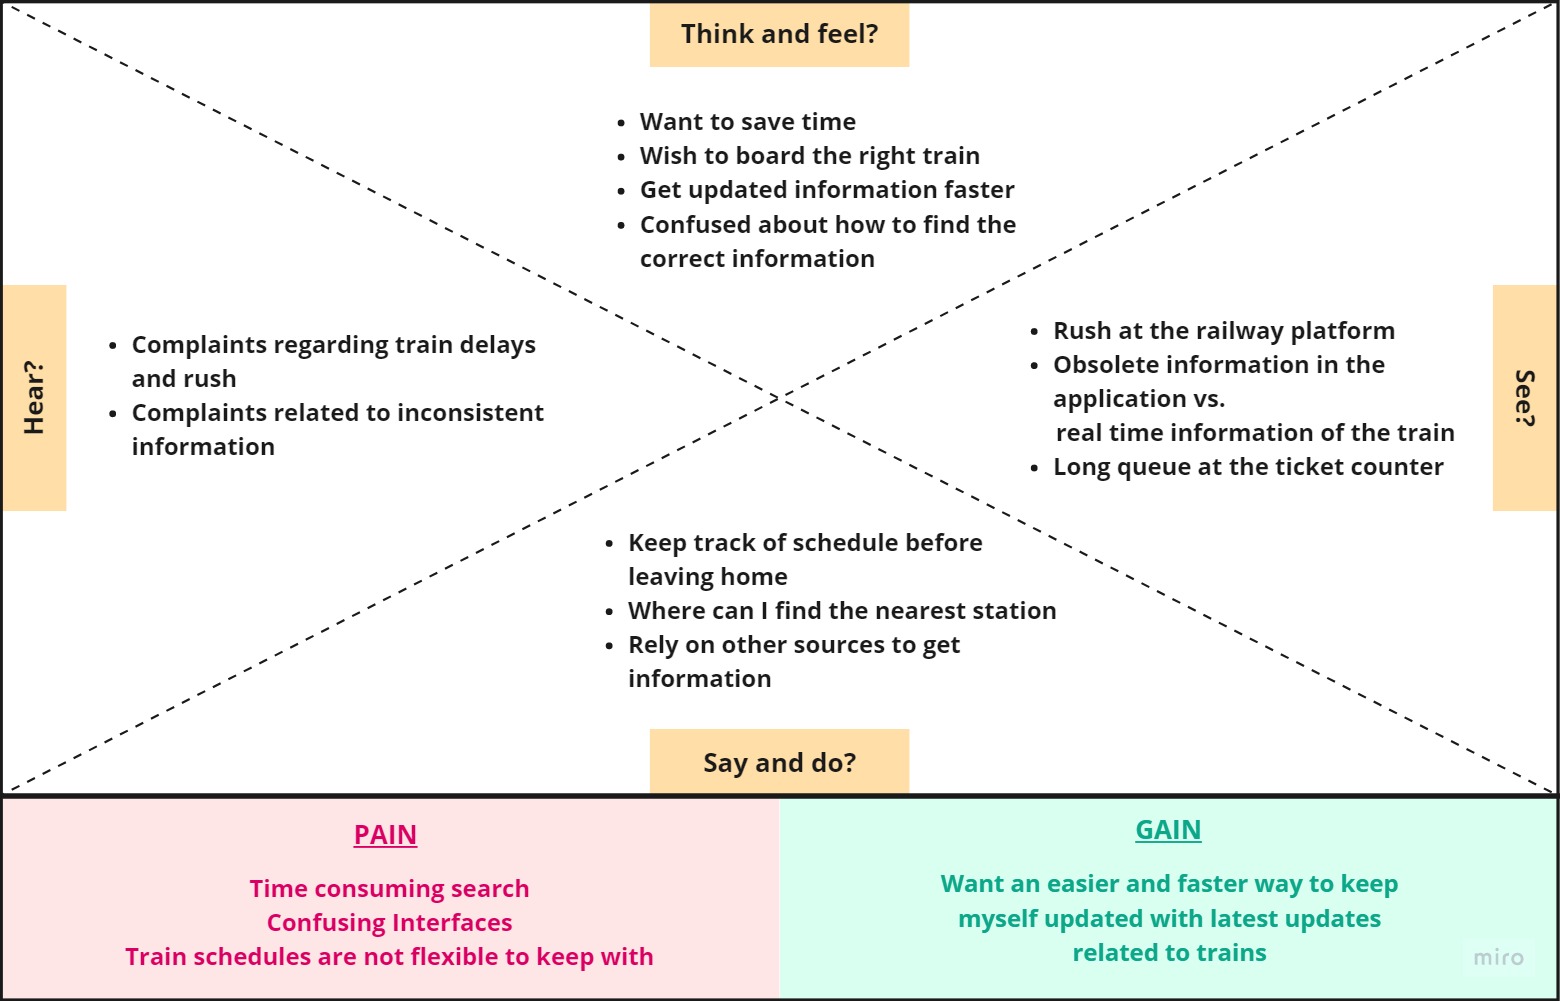 Think and feel?
• Want to save time
• Wish to board the right train
• Get updated information faster
• Confused about how to find the
correct information
Hear?
• Complaints regarding train delays
and rush
• Complaints related to inconsistent
information
• Rush at the railway platform
• Obsolete information in the
application vs.
real time information of the train
• Long queue at the ticket counter
See?
• Keep track of schedule before
leaving home
• Where can I find the nearest station
• Rely on other sources to get
information
Say and do?
PAIN
Time consuming search
Confusing Interfaces
Train schedules are not flexible to keep with
GAIN
Want an easier and faster way to keep
myself updated with latest updates
related to trains
miro